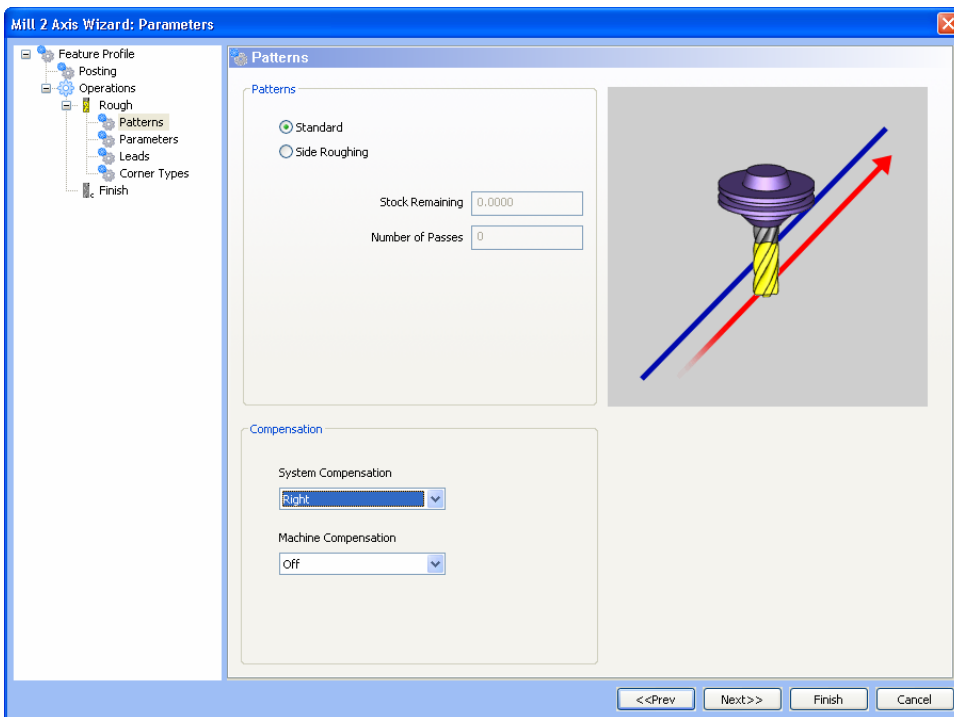 Mill 2 Axis Wizard: Parameters
Feature Profile
Posting
Operations
Rough
Patterns
Parameters
Leads
Corner Types
Finish
Patterns
Patterns
Standard
Side Roughing
Stock Remaining 0.0000
Number of Passes 0
Compensation
System Compensation
Right
Machine Compensation
Off
<<Prev Next>> Finish Cancel